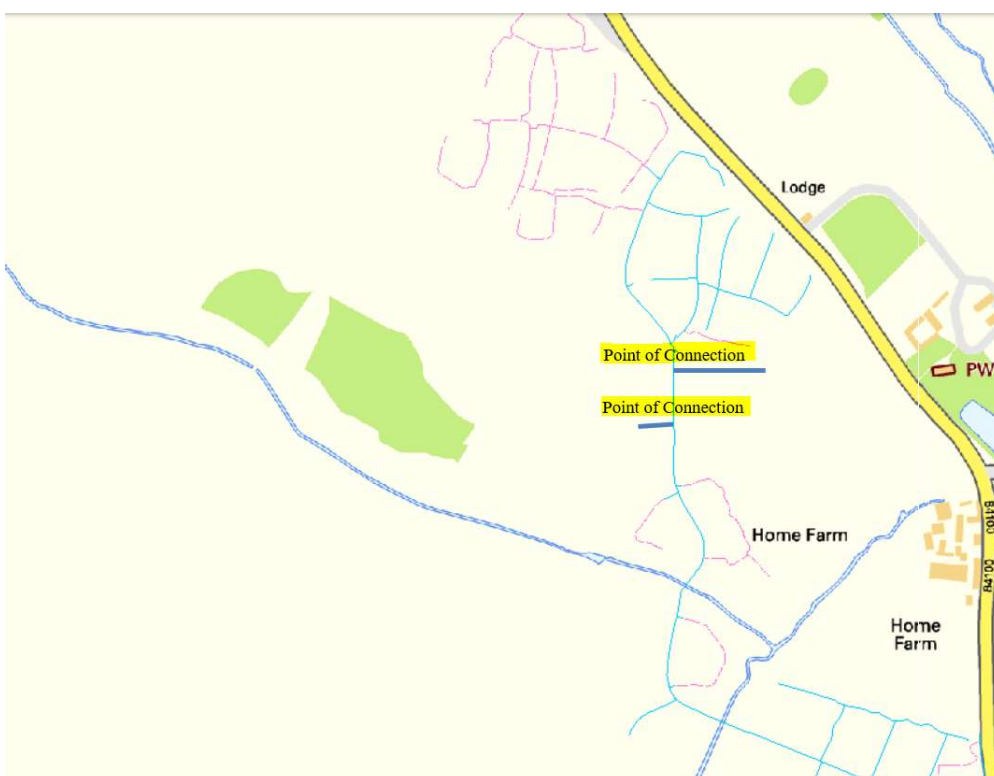 Lodge
Point of Connection
PW
Point of Connection
B4100
Home Farm
B4100
Home
Farm